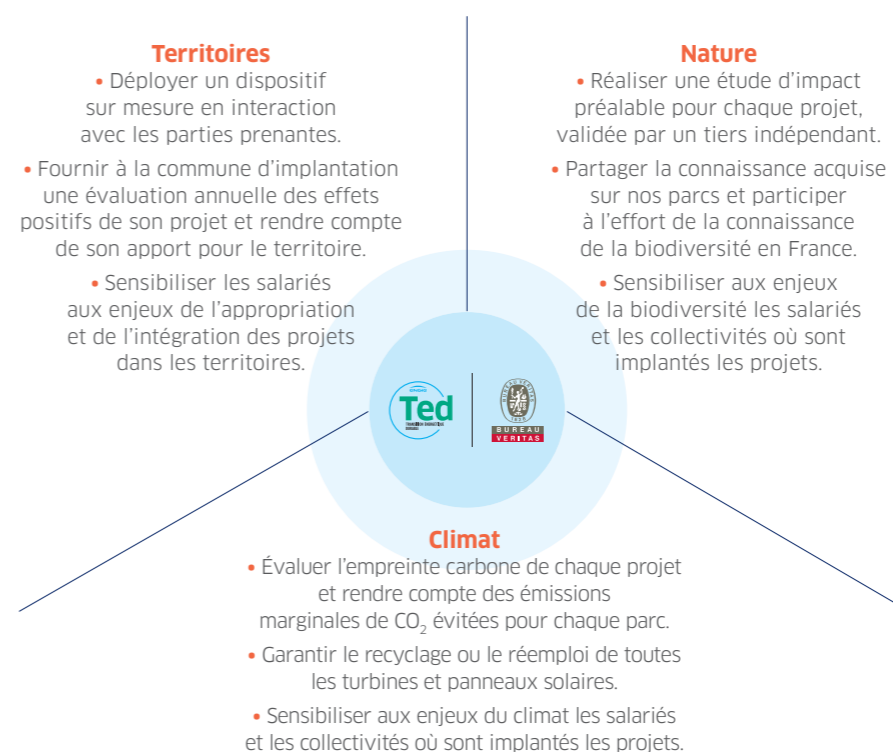 Territoires
• Déployer un dispositif
sur mesure en interaction
avec les parties prenantes.
• Fournir à la commune d’implantation
une évaluation annuelle des effets
positifs de son projet et rendre compte
de son apport pour le territoire.
• Sensibiliser les salariés
aux enjeux de l’appropriation
et de l’intégration des projets
dans les territoires.
Nature
• Réaliser une étude d’impact
préalable pour chaque projet,
validée par un tiers indépendant.
• Partager la connaissance acquise
sur nos parcs et participer
à l’effort de la connaissance
de la biodiversité en France.
• Sensibiliser aux enjeux
de la biodiversité les salariés
et les collectivités où sont
implantés les projets.
Ted
BUREAU VERITAS
1828
BUREAU
VERITAS
Climat
• Évaluer l’empreinte carbone de chaque projet
et rendre compte des émissions
marginales de CO₂ évitées pour chaque parc.
• Garantir le recyclage ou le réemploi de toutes
les turbines et panneaux solaires.
• Sensibiliser aux enjeux du climat les salariés
et les collectivités où sont implantés les projets.